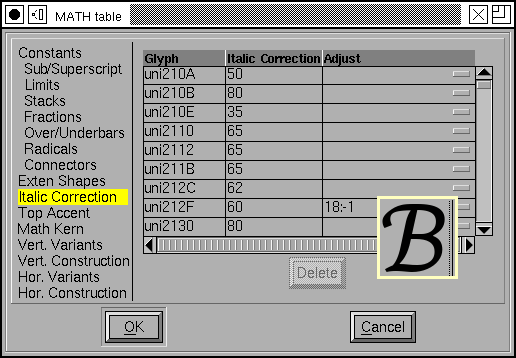 MATH table
Constants
Sub/Superscript
Limits
Stacks
Fractions
Over/Underbars
Radicals
Connectors
Exten Shapes
Italic Correction
Top Accent
Math Kern
Vert. Variants
Vert. Construction
Hor. Variants
Hor. Construction
Glyph Italic Correction Adjust
uni210A 50
uni210B 80
uni210E 35
uni2110 65
uni2112 65
uni211B 65
uni212C 62
uni212F 60 18:-1
uni2130 80
ℬ
Delete
OK Cancel